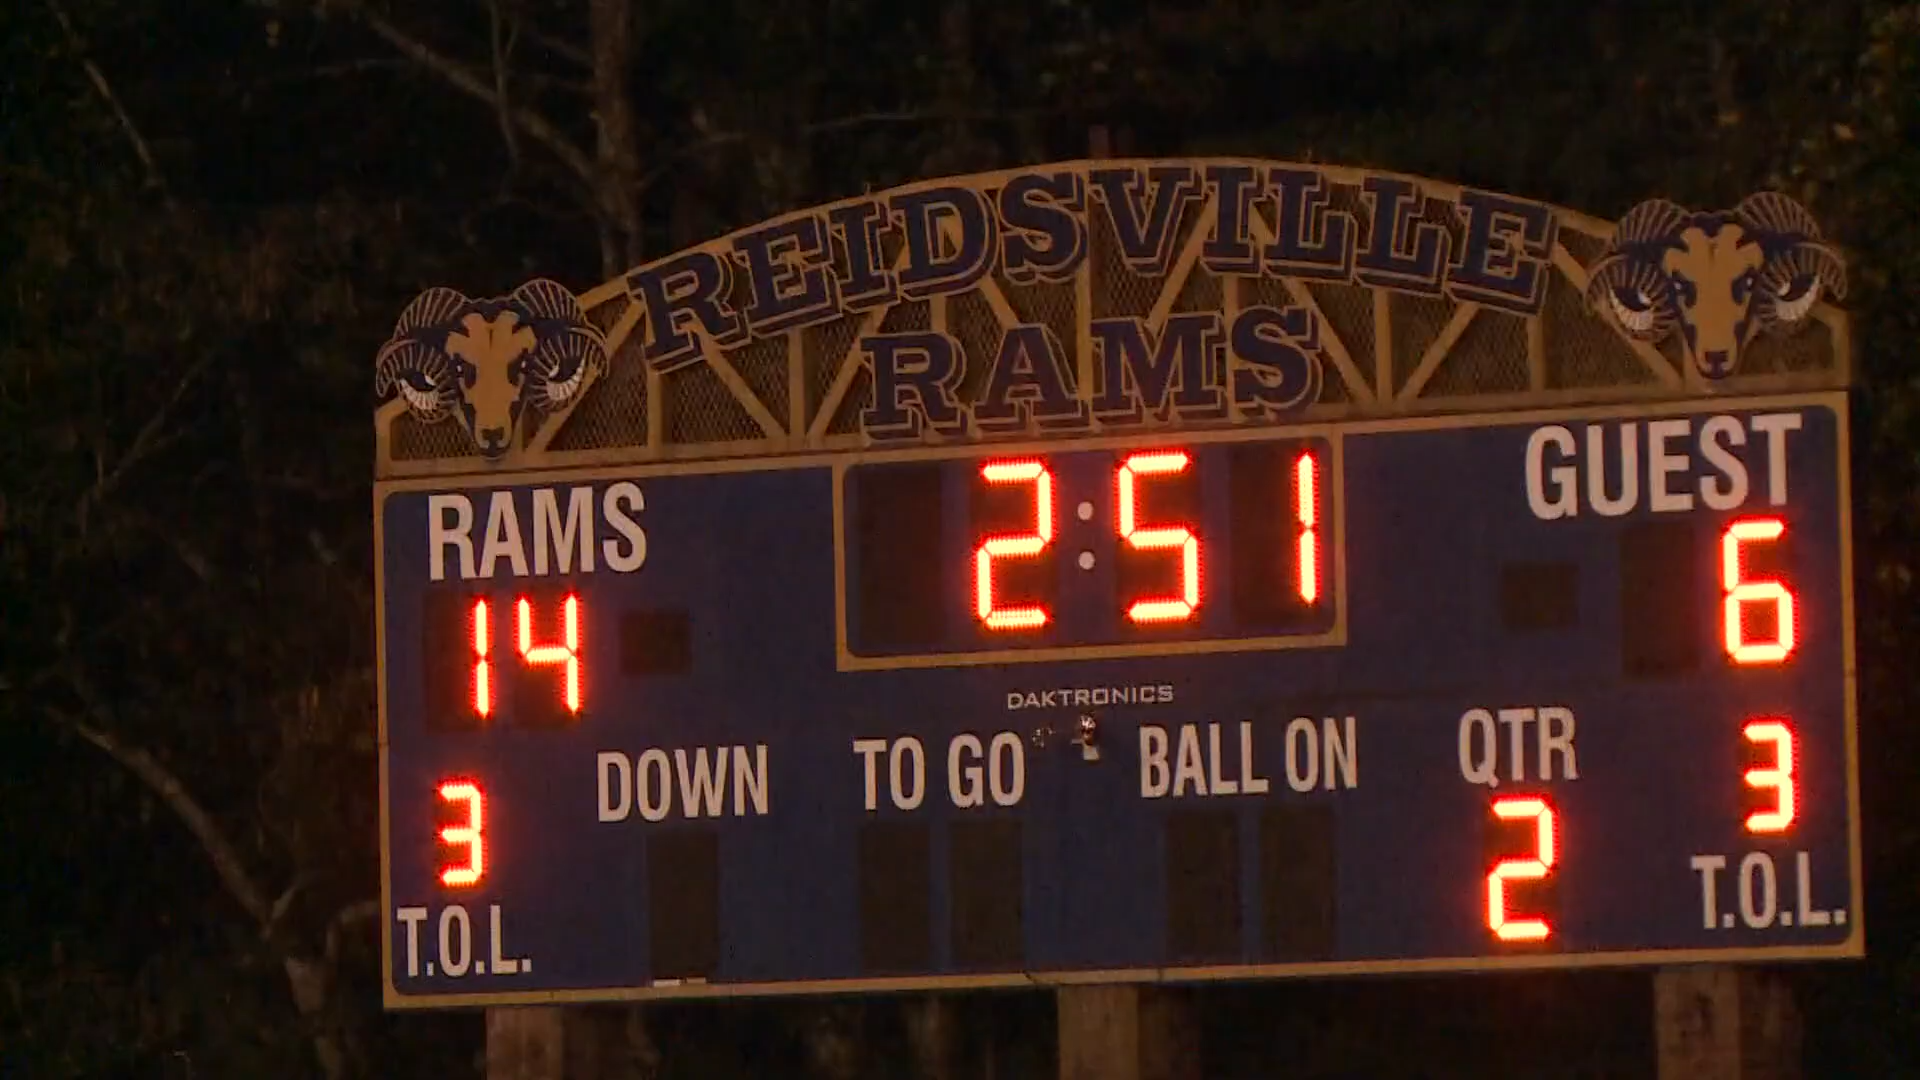 REIDSVILLE
RAMS
RAMS
2:51
GUEST
14
6
DAKTRONICS
DOWN
TO GO
BALL ON
QTR
3
3
2
T.O.L.
T.O.L.